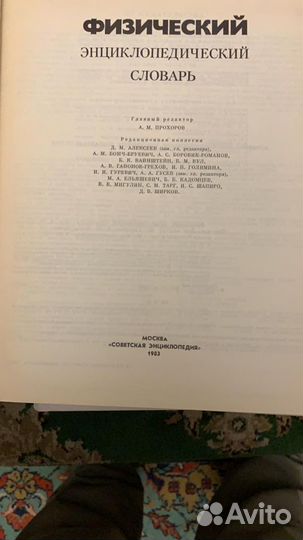 ФИЗИЧЕСКИЙ
ЭНЦИКЛОПЕДИЧЕСКИЙ
СЛОВАРЬ
Главный редактор
А. М. ПРОХОРОВ
Редакционная коллегия
Д. М. АЛЕКСЕЕВ (зам. гл. редактора),
А. М. БОНЧ-БРУЕВИЧ, А. С. БОРОВИК-РОМАНОВ,
Б. К. ВАЙНШТЕЙН, Б. М. ВУЛ,
А. В. ГАПОНОВ-ГРЕХОВ, И. П. ГОЛЯМИНА,
И. И. ГУРЕВИЧ, А. А. ГУСЕВ (зам. гл. редактора),
М. А. ЕЛЬЯШЕВИЧ, Б. Б. КАДОМЦЕВ,
В. В. МИГУЛИН, С. М. ТАРГ, И. С. ШАПИРО,
Д. В. ШИРКОВ.
МОСКВА
«СОВЕТСКАЯ ЭНЦИКЛОПЕДИЯ»
1983
Avito